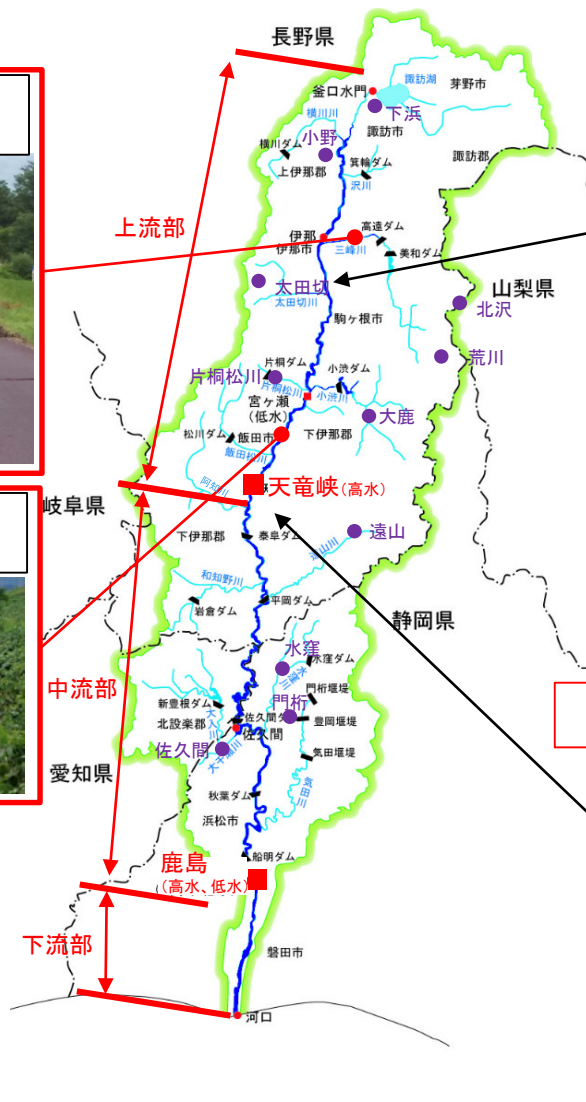 長野県
諏訪湖
芽野市
釜口水門
下浜
横川川
諏訪市
小野
横川ダム
箕輪ダム
諏訪郡
上伊那郡
沢川
上流部
高遠ダム
伊那
伊那市
三峰川
美和ダム
太田切
太田切川
山梨県
北沢
駒ヶ根市
荒川
片桐ダム
小渋ダム
片桐松川
片桐松川
小渋川
宮ヶ瀬
(低水)
大鹿
松川ダム
飯田市
下伊那郡
飯田松川
阿知川
天竜峡(高水)
岐阜県
下伊那郡
泰阜ダム
遠山
遠山川
和知野川
岩倉ダム
平岡ダム
静岡県
水窪
水窪ダム
水窪川
中流部
門桁堰堤
新豊根ダム
門桁
大入川
佐久間ダム
豊岡堰堤
北設楽郡
佐久間
佐久間
大千瀬川
気田堰堤
愛知県
気田川
秋葉ダム
浜松市
船明ダム
鹿島
(高水、低水)
下流部
磐田市
河口